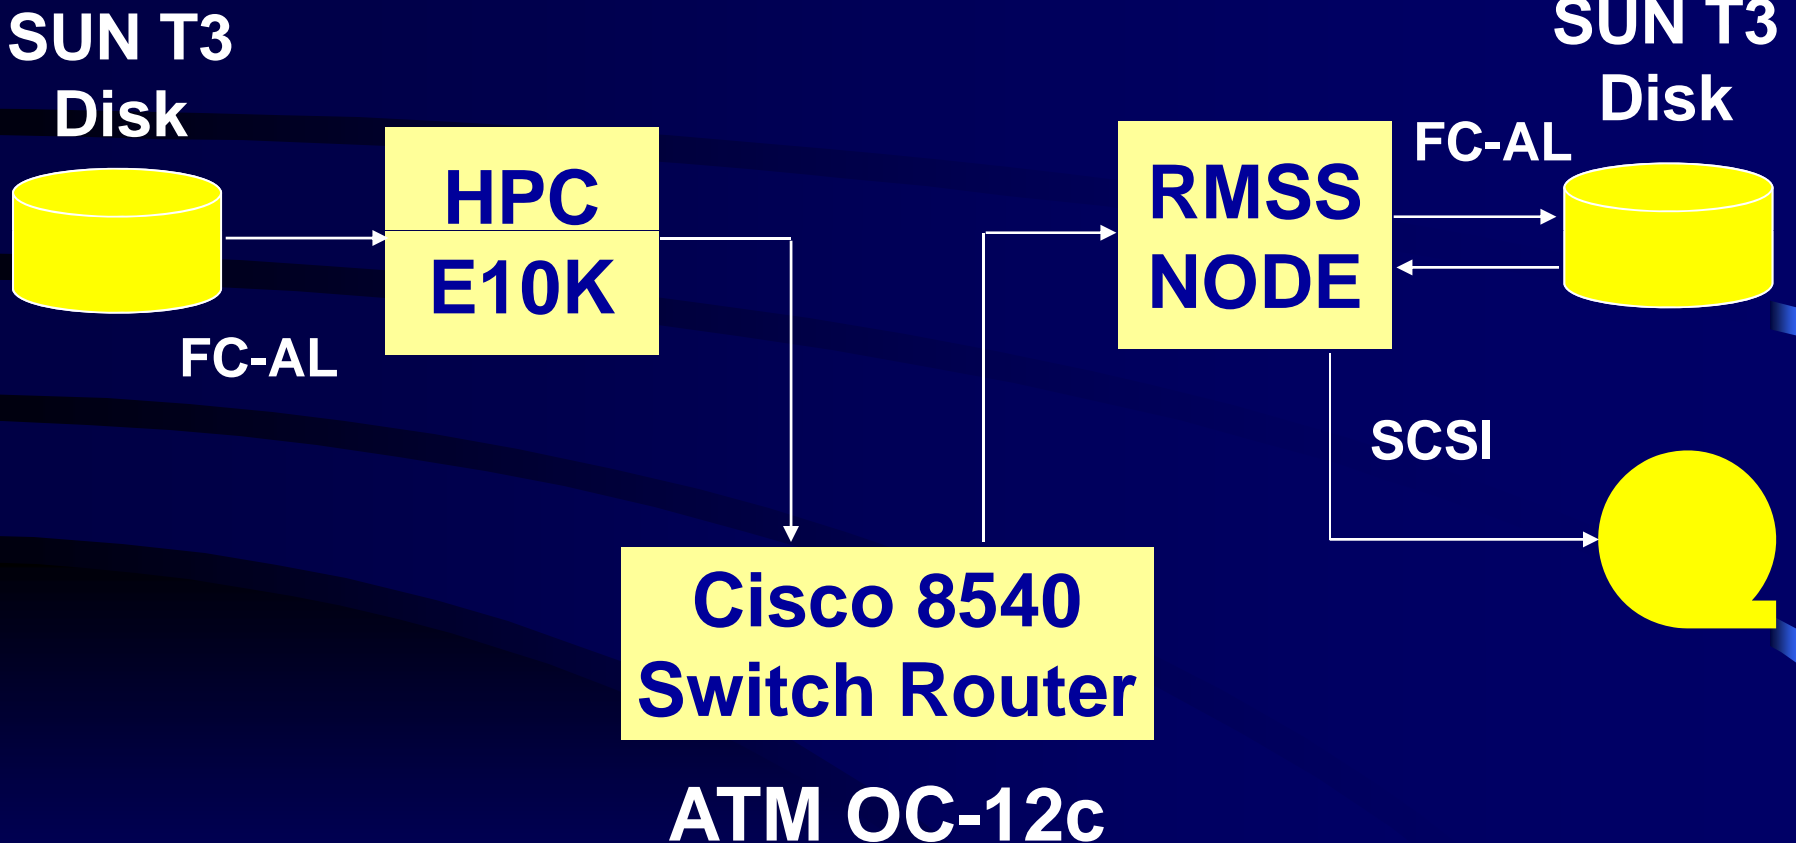 SUN T3
Disk
HPC
E10K
FC-AL
RMSS
NODE
FC-AL
SUN T3
Disk
SCSI
Cisco 8540
Switch Router
ATM OC-12c